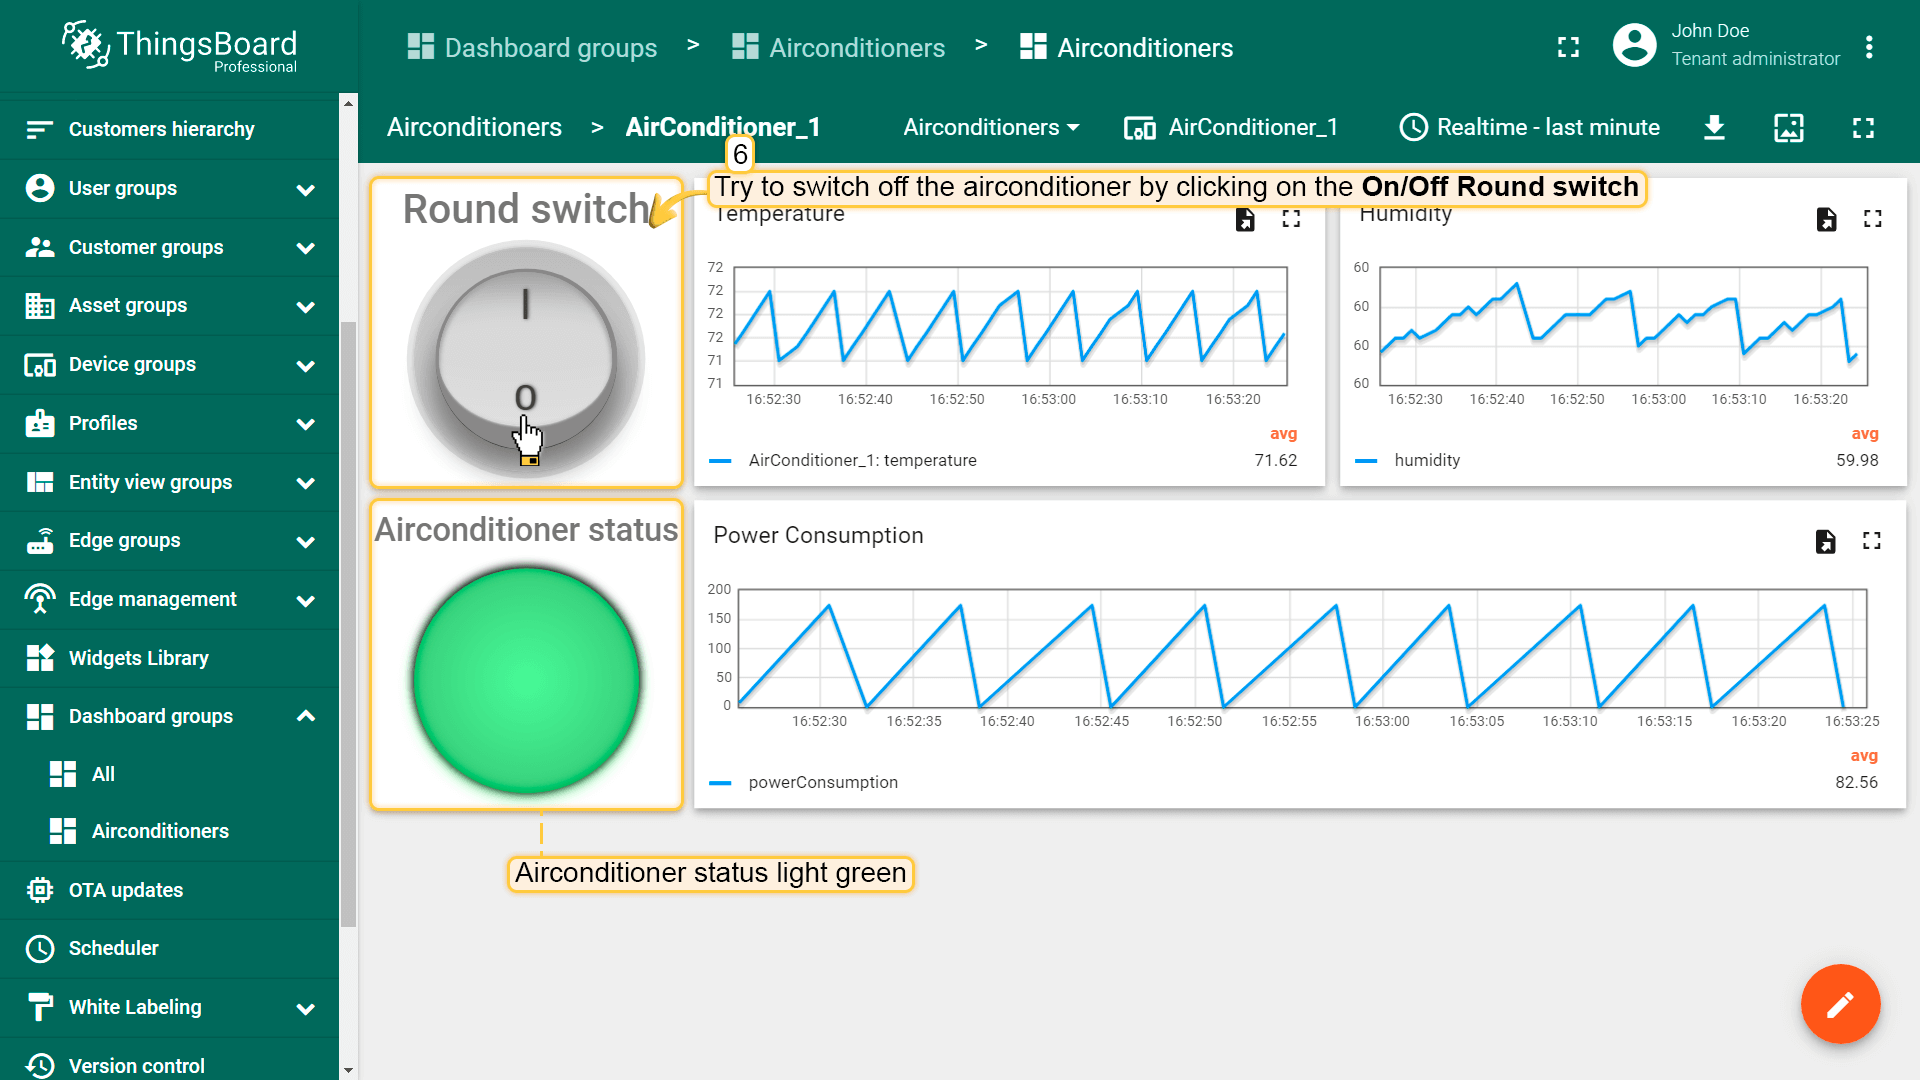 ThingsBoard
Professional
Dashboard groups > Airconditioners > Airconditioners
John Doe
Tenant administrator
Airconditioners > AirConditioner_1
Airconditioners
AirConditioner_1
Realtime - last minute
Customers hierarchy
User groups
Customer groups
Asset groups
Device groups
Profiles
Entity view groups
Edge groups
Edge management
Widgets Library
Dashboard groups
All
Airconditioners
OTA updates
Scheduler
White Labeling
Version control
6
Try to switch off the airconditioner by clicking on the On/Off Round switch
Round switch
I
O
Temperature
72
72
72
72
71
71
16:52:30 16:52:40 16:52:50 16:53:00 16:53:10 16:53:20
avg
AirConditioner_1: temperature 71.62
Humidity
60
60
60
60
16:52:30 16:52:40 16:52:50 16:53:00 16:53:10 16:53:20
avg
humidity 59.98
Airconditioner status
Power Consumption
200
150
100
50
0
16:52:30 16:52:35 16:52:40 16:52:45 16:52:50 16:52:55 16:53:00 16:53:05 16:53:10 16:53:15 16:53:20 16:53:25
avg
powerConsumption 82.56
Airconditioner status light green